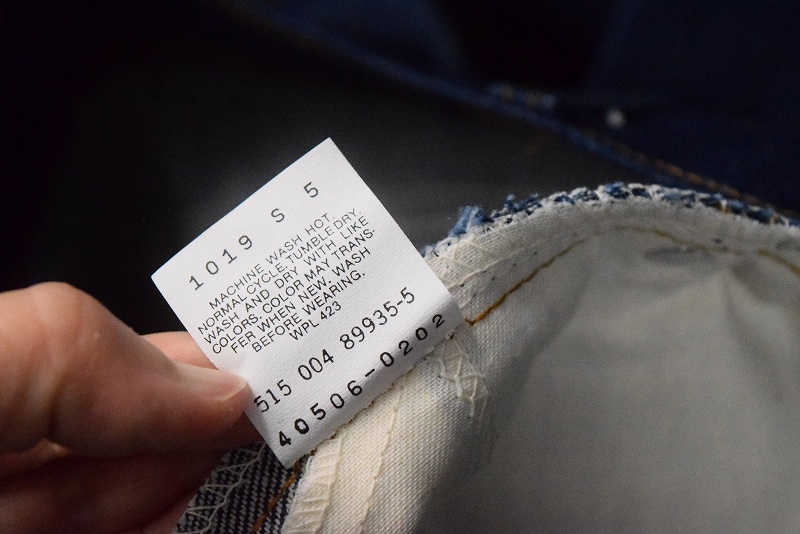 1019 S 5
MACHINE WASH HOT,
NORMAL CYCLE, TUMBLE DRY.
WASH AND DRY WITH LIKE
COLORS. COLOR MAY TRANS-
FER WHEN NEW, WASH
BEFORE WEARING.
WPL 423
515 004 89935-5
40506-0202